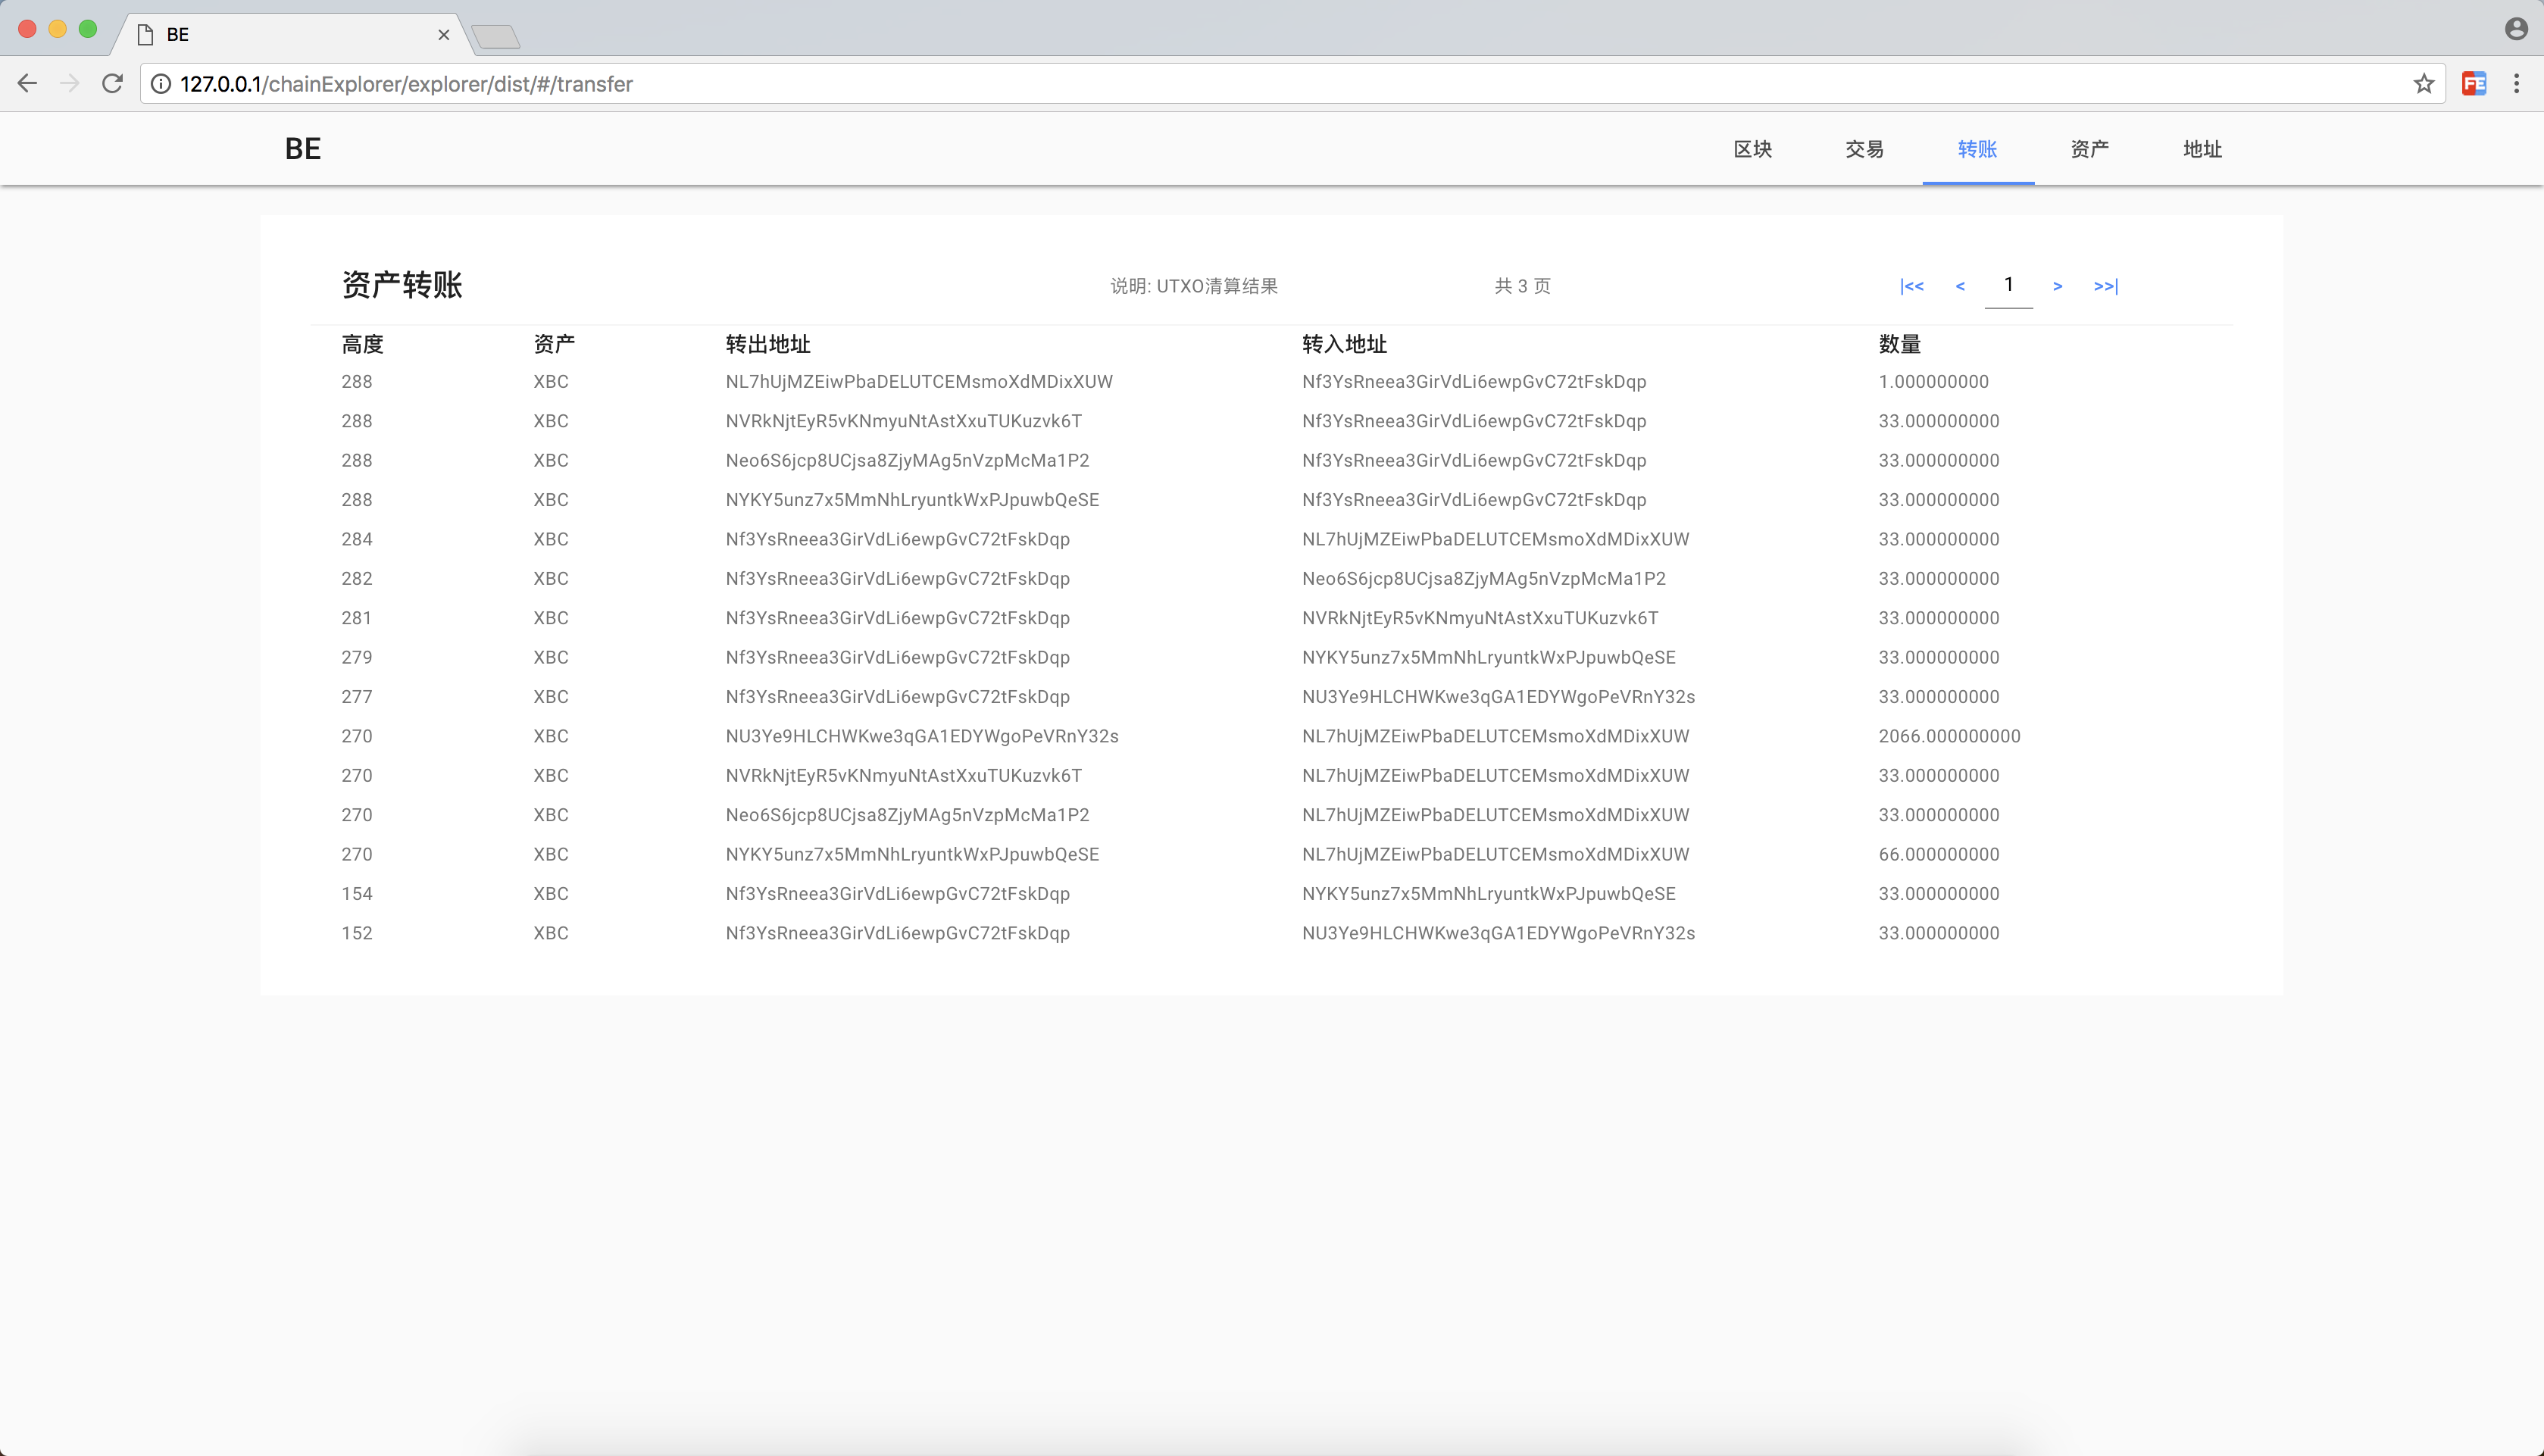 BE
127.0.0.1/chainExplorer/explorer/dist/#/transfer
FE
BE 区块 交易 转账 资产 地址
资产转账 说明: UTXO清算结果 共 3 页 |<< < 1 > >>|
高度 资产 转出地址 转入地址 数量
288 XBC NL7hUjMZEiwPbaDELUTCEMsmoXdMDixXUW Nf3YsRneea3GirVdLi6ewpGvC72tFskDqp 1.000000000
288 XBC NVRkNjtEyR5vKNmyuNtAstXxuTUKuzvk6T Nf3YsRneea3GirVdLi6ewpGvC72tFskDqp 33.000000000
288 XBC Neo6S6jcp8UCjsa8ZjyMAg5nVzpMcMa1P2 Nf3YsRneea3GirVdLi6ewpGvC72tFskDqp 33.000000000
288 XBC NYKY5unz7x5MmNhLryuntkWxPJpuwbQeSE Nf3YsRneea3GirVdLi6ewpGvC72tFskDqp 33.000000000
284 XBC Nf3YsRneea3GirVdLi6ewpGvC72tFskDqp NL7hUjMZEiwPbaDELUTCEMsmoXdMDixXUW 33.000000000
282 XBC Nf3YsRneea3GirVdLi6ewpGvC72tFskDqp Neo6S6jcp8UCjsa8ZjyMAg5nVzpMcMa1P2 33.000000000
281 XBC Nf3YsRneea3GirVdLi6ewpGvC72tFskDqp NVRkNjtEyR5vKNmyuNtAstXxuTUKuzvk6T 33.000000000
279 XBC Nf3YsRneea3GirVdLi6ewpGvC72tFskDqp NYKY5unz7x5MmNhLryuntkWxPJpuwbQeSE 33.000000000
277 XBC Nf3YsRneea3GirVdLi6ewpGvC72tFskDqp NU3Ye9HLCHWKwe3qGA1EDYWgoPeVRnY32s 33.000000000
270 XBC NU3Ye9HLCHWKwe3qGA1EDYWgoPeVRnY32s NL7hUjMZEiwPbaDELUTCEMsmoXdMDixXUW 2066.000000000
270 XBC NVRkNjtEyR5vKNmyuNtAstXxuTUKuzvk6T NL7hUjMZEiwPbaDELUTCEMsmoXdMDixXUW 33.000000000
270 XBC Neo6S6jcp8UCjsa8ZjyMAg5nVzpMcMa1P2 NL7hUjMZEiwPbaDELUTCEMsmoXdMDixXUW 33.000000000
270 XBC NYKY5unz7x5MmNhLryuntkWxPJpuwbQeSE NL7hUjMZEiwPbaDELUTCEMsmoXdMDixXUW 66.000000000
154 XBC Nf3YsRneea3GirVdLi6ewpGvC72tFskDqp NYKY5unz7x5MmNhLryuntkWxPJpuwbQeSE 33.000000000
152 XBC Nf3YsRneea3GirVdLi6ewpGvC72tFskDqp NU3Ye9HLCHWKwe3qGA1EDYWgoPeVRnY32s 33.000000000